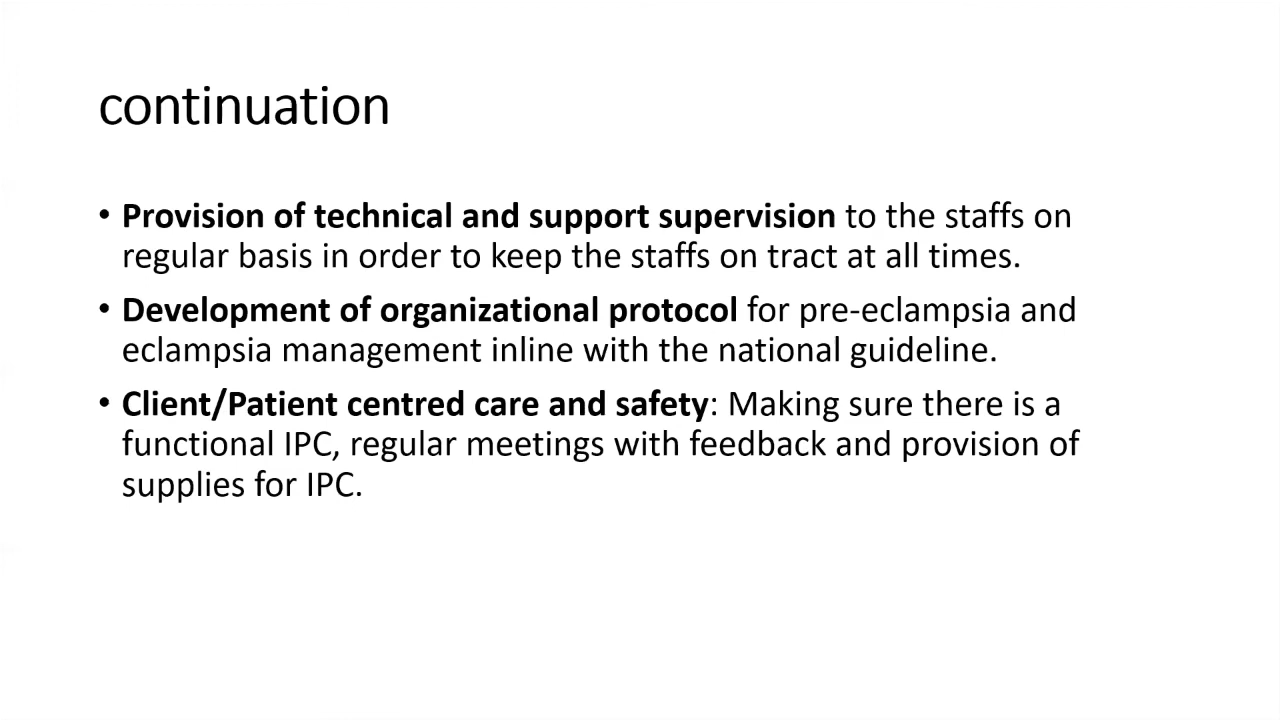 continuation
• Provision of technical and support supervision to the staffs on
regular basis in order to keep the staffs on tract at all times.
• Development of organizational protocol for pre-eclampsia and
eclampsia management inline with the national guideline.
• Client/Patient centred care and safety: Making sure there is a
functional IPC, regular meetings with feedback and provision of
supplies for IPC.